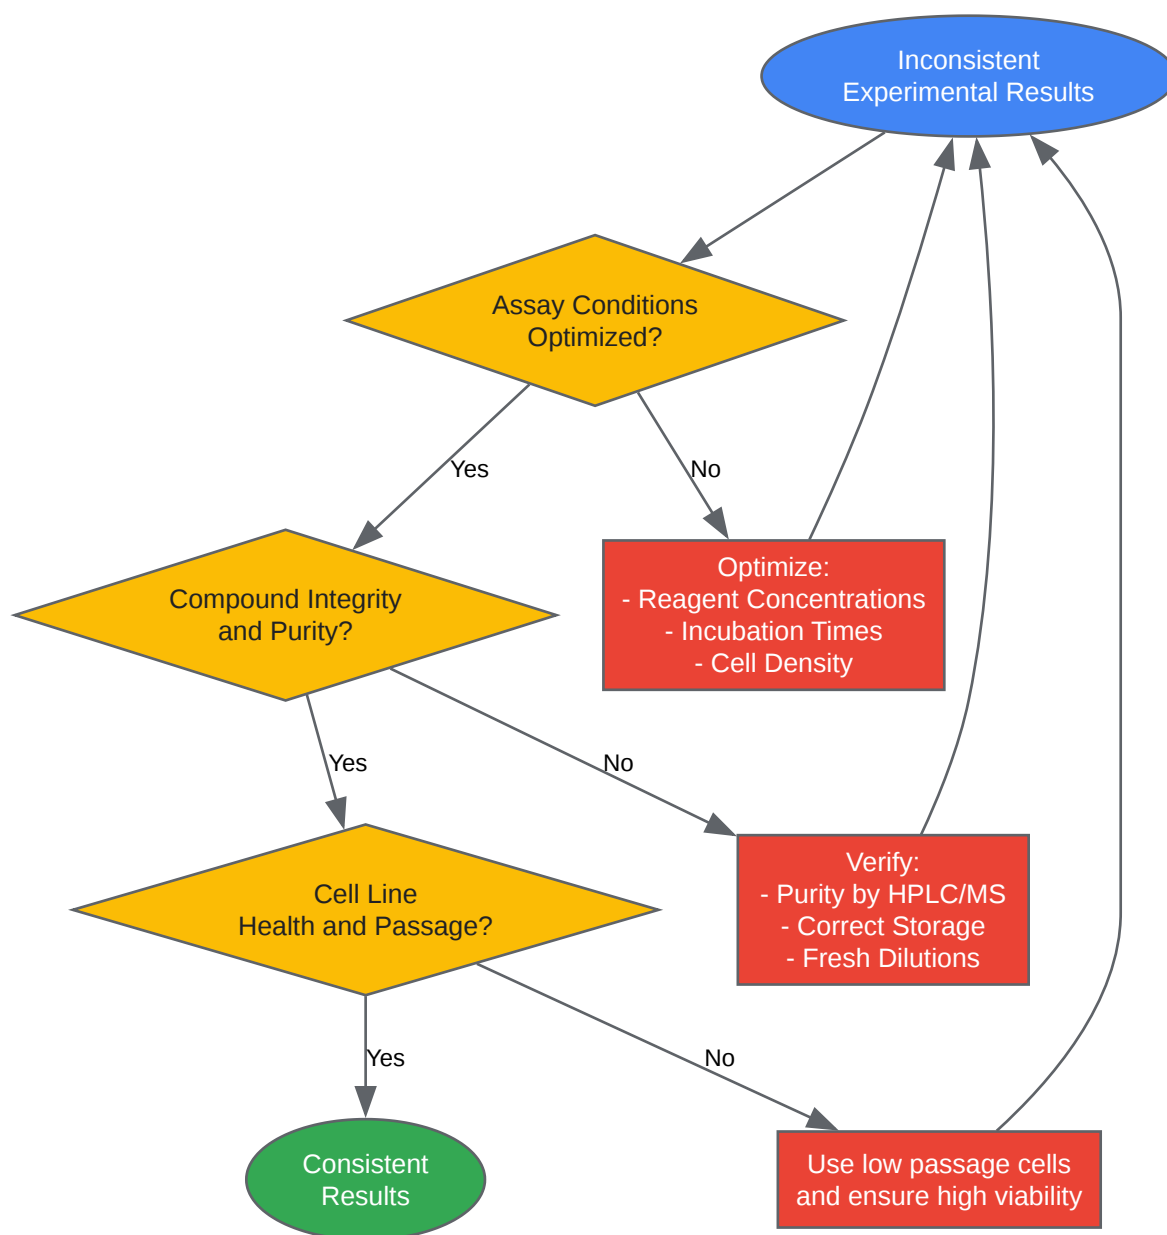 Inconsistent
Experimental Results
Assay Conditions
Optimized?
Yes
No
Compound Integrity
and Purity?
Optimize:
- Reagent Concentrations
- Incubation Times
- Cell Density
Yes
No
Cell Line
Health and Passage?
Verify:
- Purity by HPLC/MS
- Correct Storage
- Fresh Dilutions
Yes
No
Consistent
Results
Use low passage cells
and ensure high viability